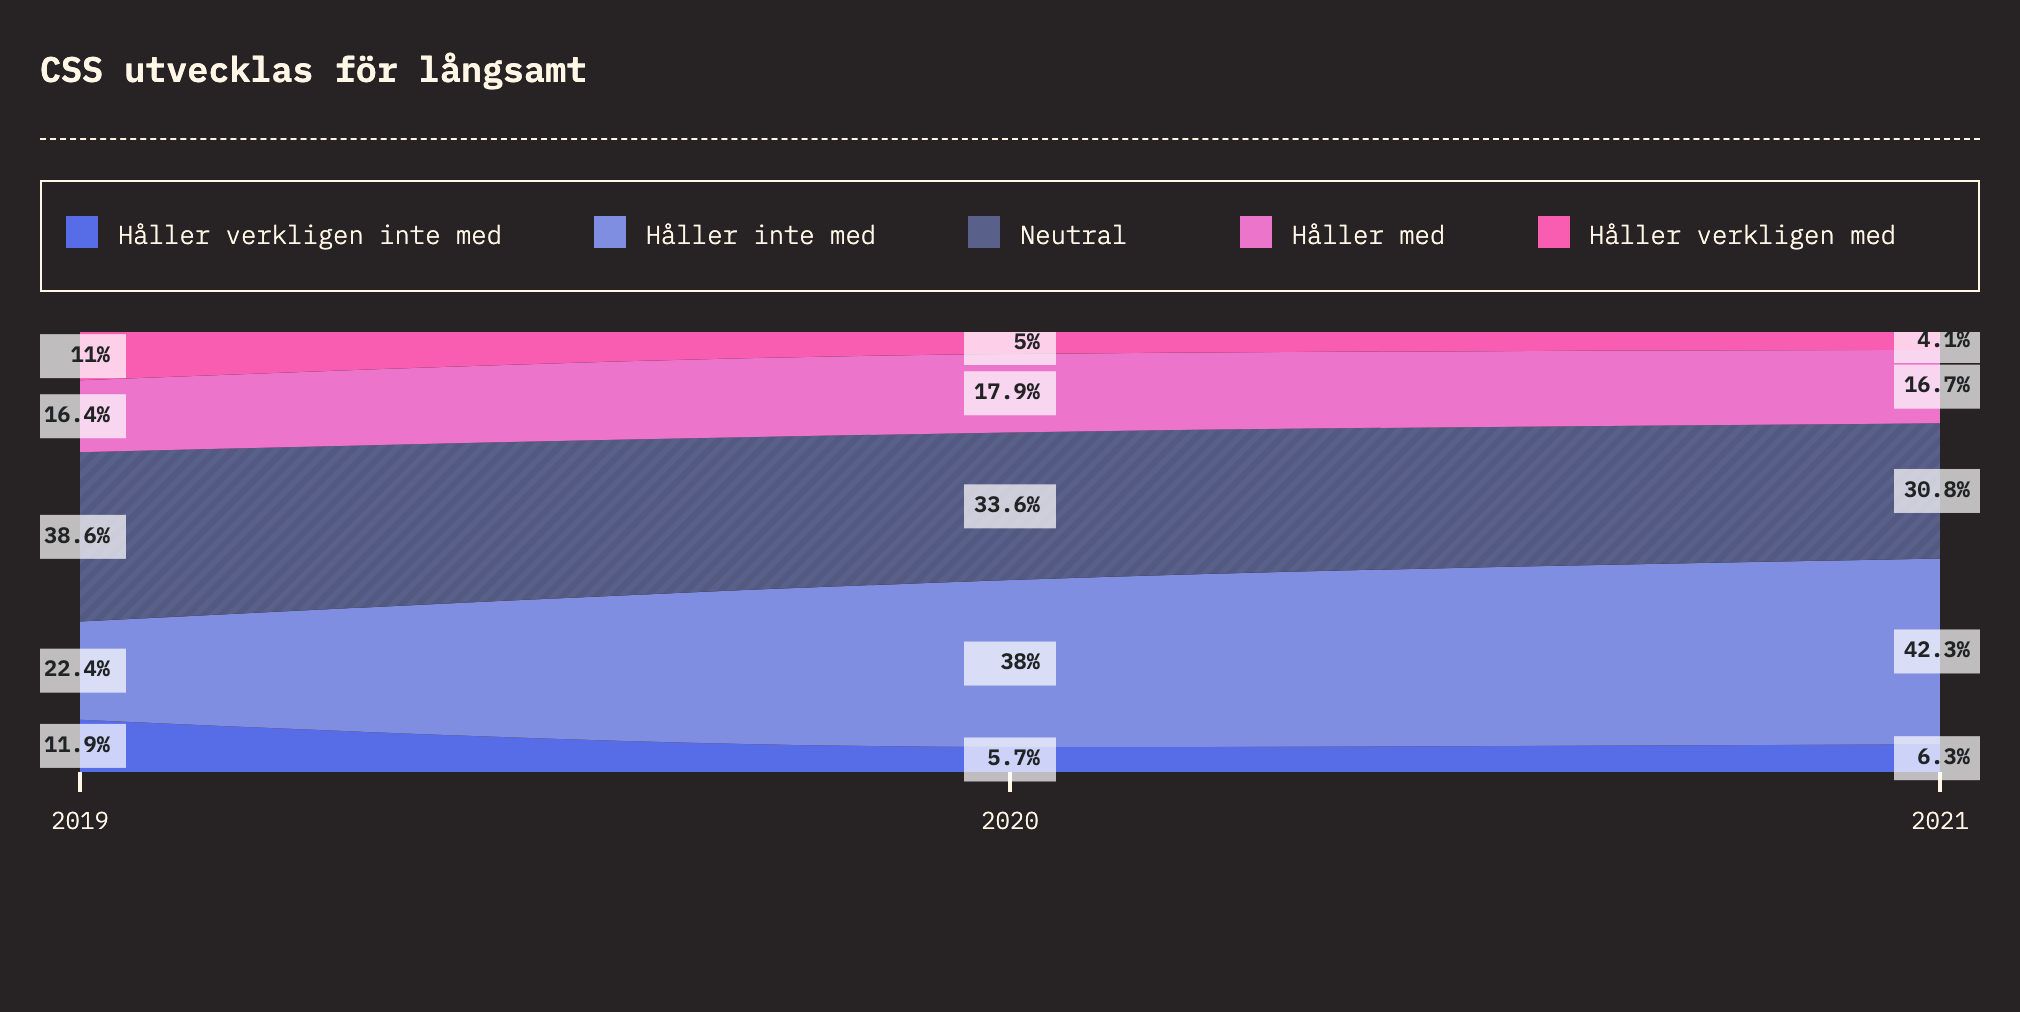 CSS utvecklas för långsamt
Håller verkligen inte med Håller inte med Neutral Håller med Håller verkligen med
11% 5% 4.1%
16.4% 17.9% 16.7%
38.6% 33.6% 30.8%
22.4% 38% 42.3%
11.9% 5.7% 6.3%
2019 2020 2021